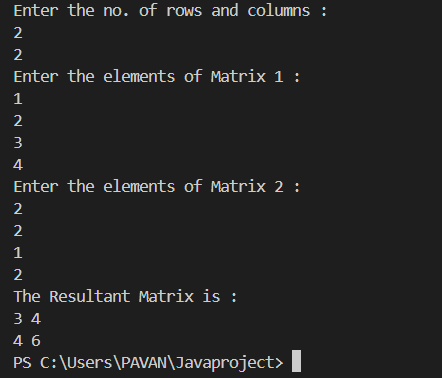 Enter the no. of rows and columns :
2
2
Enter the elements of Matrix 1 :
1
2
3
4
Enter the elements of Matrix 2 :
2
2
1
2
The Resultant Matrix is :
3 4
4 6
PS C:\Users\PAVAN\Javaproject>